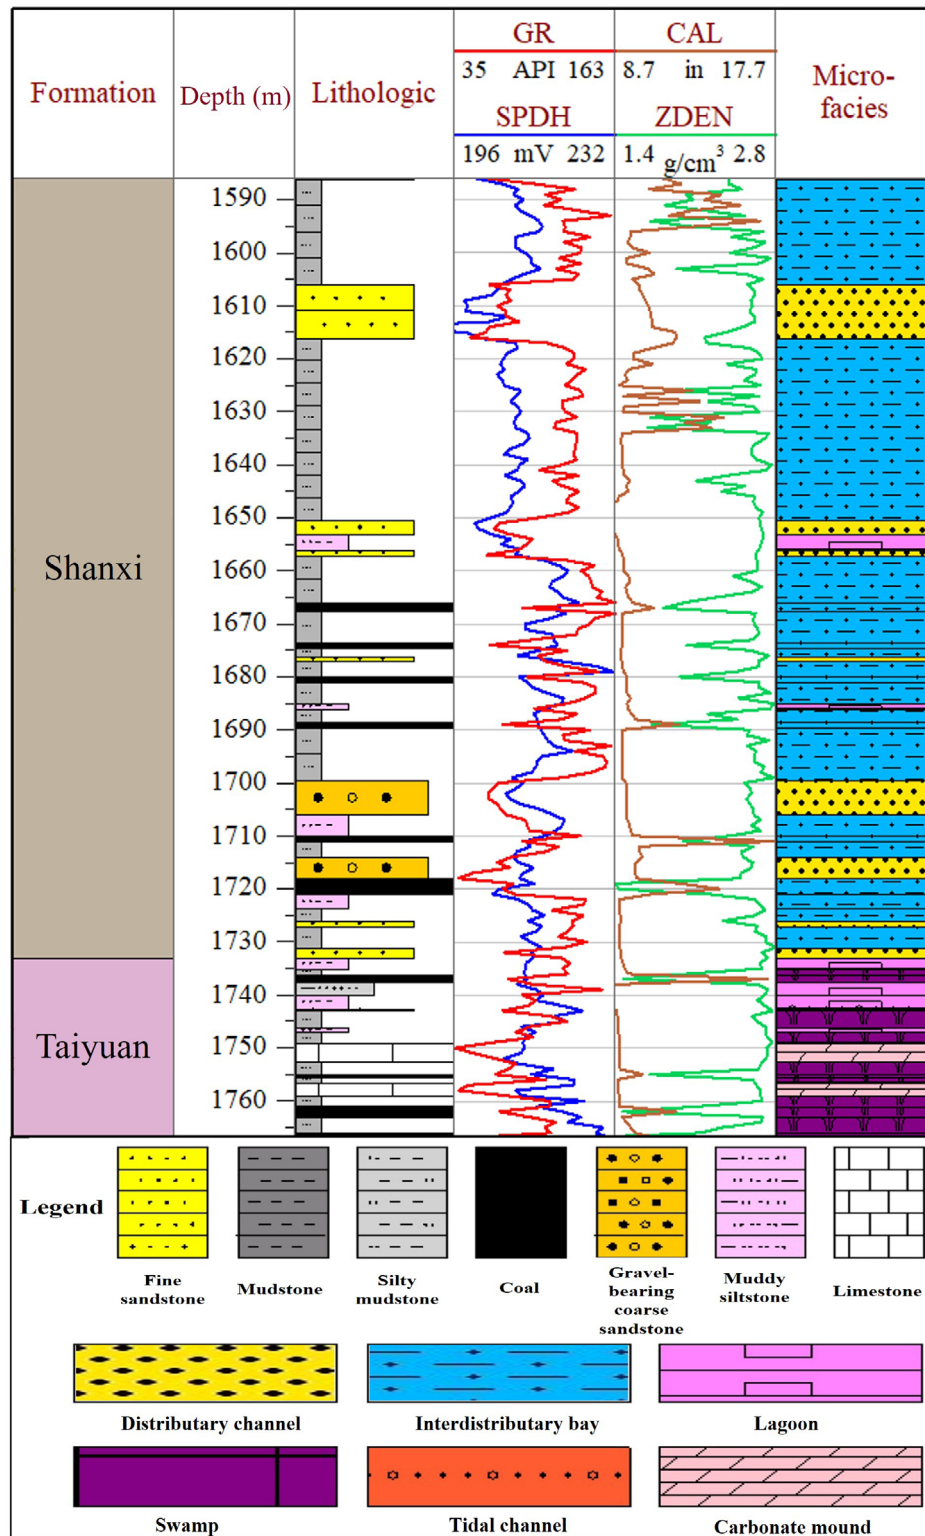 Formation
Depth (m)
Lithologic
GR
35 API 163
SPDH
196 mV 232
CAL
8.7 in 17.7
ZDEN
1.4 g/cm³ 2.8
Micro-
facies
1590
1600
1610
1620
1630
1640
1650
1660
1670
1680
1690
1700
1710
1720
1730
1740
1750
1760
Shanxi
Taiyuan
Legend
Fine
sandstone
Mudstone
Silty
mudstone
Coal
Gravel-
bearing
coarse
sandstone
Muddy
siltstone
Limestone
Distributary channel
Interdistributary bay
Lagoon
Swamp
Tidal channel
Carbonate mound